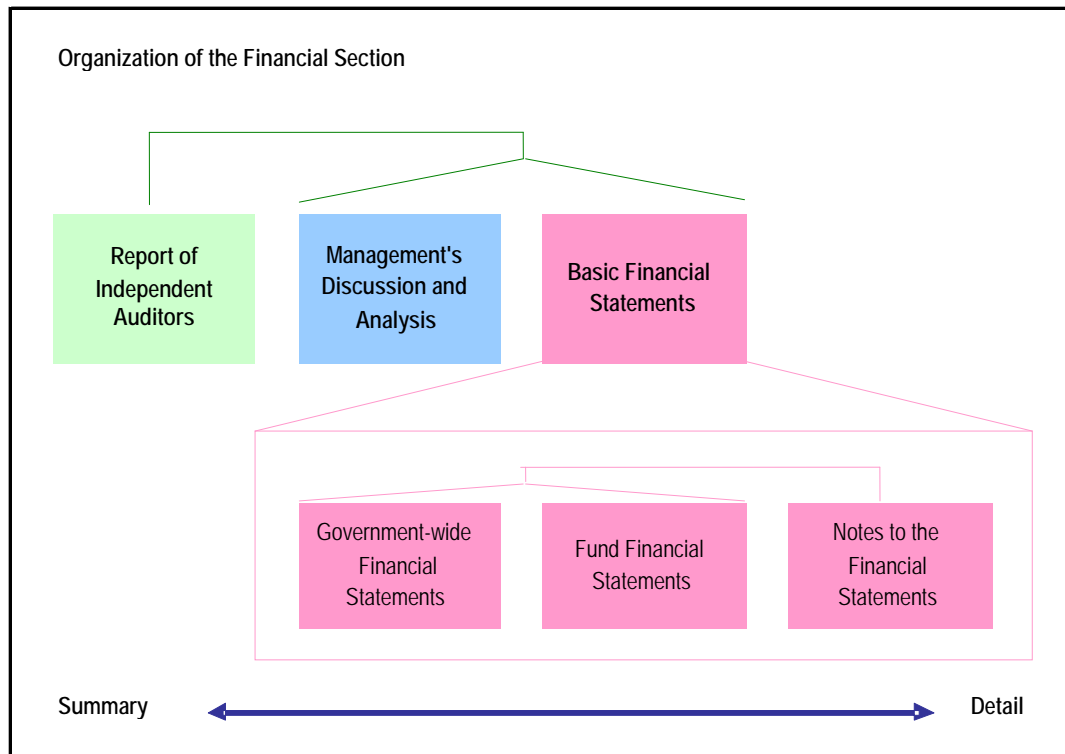 Organization of the Financial Section
Report of
Independent
Auditors
Management's
Discussion and
Analysis
Basic Financial
Statements
Government-wide
Financial
Statements
Fund Financial
Statements
Notes to the
Financial
Statements
Summary
Detail